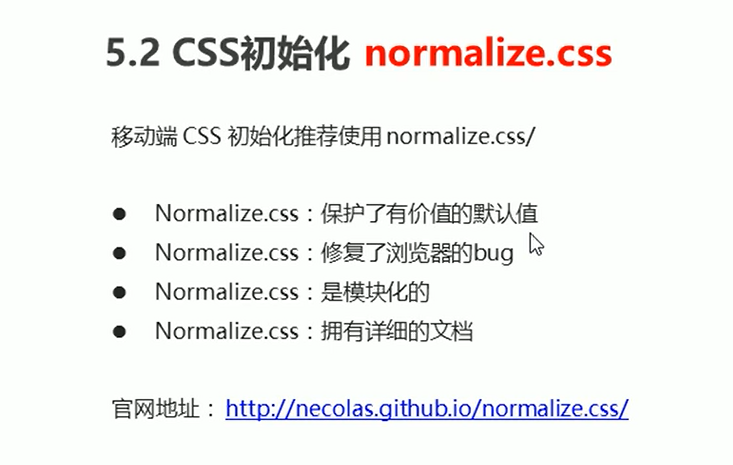 5.2 CSS初始化 normalize.css
移动端 CSS 初始化推荐使用 normalize.css/
● Normalize.css：保护了有价值的默认值
● Normalize.css：修复了浏览器的bug
● Normalize.css：是模块化的
● Normalize.css：拥有详细的文档
官网地址： http://necolas.github.io/normalize.css/